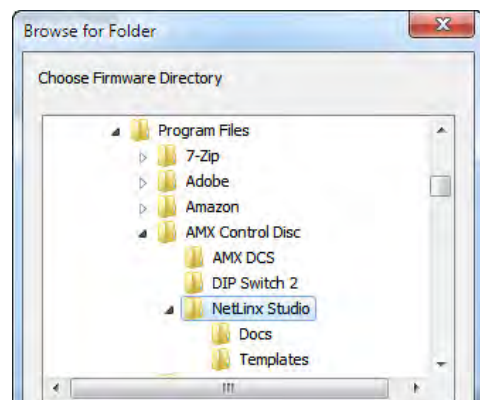 Browse for Folder
Choose Firmware Directory
Program Files
7-Zip
Adobe
Amazon
AMX Control Disc
AMX DCS
DIP Switch 2
NetLinx Studio
Docs
Templates